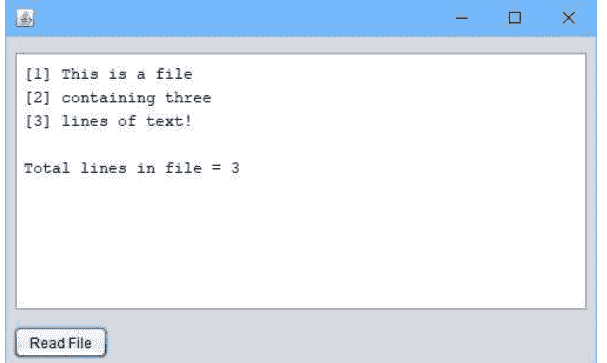 [1] This is a file
[2] containing three
[3] lines of text!
Total lines in file = 3
Read File